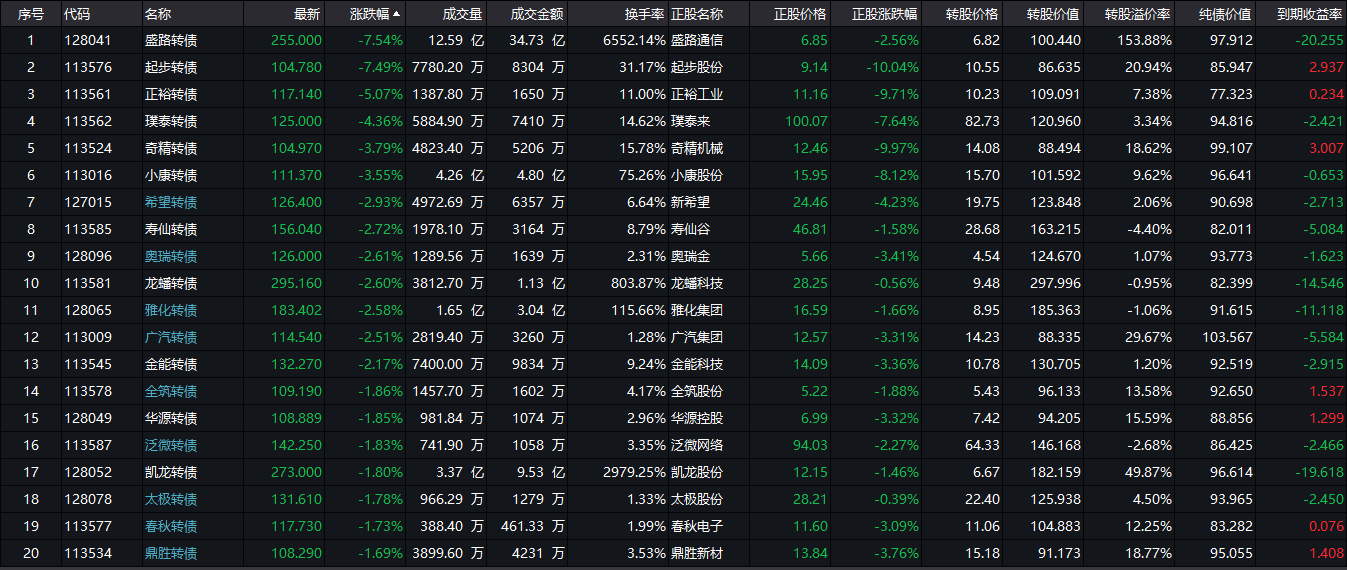 序号 代码 名称 最新 涨跌幅▲ 成交量 成交金额 换手率 正股名称 正股价格 正股涨跌幅 转股价格 转股价值 转股溢价率 纯债价值 到期收益率
1 128041 盛路转债 255.000 -7.54% 12.59 亿 34.73 亿 6552.14% 盛路通信 6.85 -2.56% 6.82 100.440 153.88% 97.912 -20.255
2 113576 起步转债 104.780 -7.49% 7780.20 万 8304 万 31.17% 起步股份 9.14 -10.04% 10.55 86.635 20.94% 85.947 2.937
3 113561 正裕转债 117.140 -5.07% 1387.80 万 1650 万 11.00% 正裕工业 11.16 -9.71% 10.23 109.091 7.38% 77.323 0.234
4 113562 璞泰转债 125.000 -4.36% 5884.90 万 7410 万 14.62% 璞泰来 100.07 -7.64% 82.73 120.960 3.34% 94.816 -2.421
5 113524 奇精转债 104.970 -3.79% 4823.40 万 5206 万 15.78% 奇精机械 12.46 -9.97% 14.08 88.494 18.62% 99.107 3.007
6 113016 小康转债 111.370 -3.55% 4.26 亿 4.80 亿 75.26% 小康股份 15.95 -8.12% 15.70 101.592 9.62% 96.641 -0.653
7 127015 希望转债 126.400 -2.93% 4972.69 万 6357 万 6.64% 新希望 24.46 -4.23% 19.75 123.848 2.06% 90.698 -2.713
8 113585 寿仙转债 156.040 -2.72% 1978.10 万 3164 万 8.79% 寿仙谷 46.81 -1.58% 28.68 163.215 -4.40% 82.011 -5.084
9 128096 奥瑞转债 126.000 -2.61% 1289.56 万 1639 万 2.31% 奥瑞金 5.66 -3.41% 4.54 124.670 1.07% 93.773 -1.623
10 113581 龙蟠转债 295.160 -2.60% 3812.70 万 1.13 亿 803.87% 龙蟠科技 28.25 -0.56% 9.48 297.996 -0.95% 82.399 -14.546
11 128065 雅化转债 183.402 -2.58% 1.65 亿 3.04 亿 115.66% 雅化集团 16.59 -1.66% 8.95 185.363 -1.06% 91.615 -11.118
12 113009 广汽转债 114.540 -2.51% 2819.40 万 3260 万 1.28% 广汽集团 12.57 -3.31% 14.23 88.335 29.67% 103.567 -5.584
13 113545 金能转债 132.270 -2.17% 7400.00 万 9834 万 9.24% 金能科技 14.09 -3.36% 10.78 130.705 1.20% 92.519 -2.915
14 113578 全筑转债 109.190 -1.86% 1457.70 万 1602 万 4.17% 全筑股份 5.22 -1.88% 5.43 96.133 13.58% 92.650 1.537
15 128049 华源转债 108.889 -1.85% 981.84 万 1074 万 2.96% 华源控股 6.99 -3.32% 7.42 94.205 15.59% 88.856 1.299
16 113587 泛微转债 142.250 -1.83% 741.90 万 1058 万 3.35% 泛微网络 94.03 -2.27% 64.33 146.168 -2.68% 86.425 -2.466
17 128052 凯龙转债 273.000 -1.80% 3.37 亿 9.53 亿 2979.25% 凯龙股份 12.15 -1.46% 6.67 182.159 49.87% 96.614 -19.618
18 128078 太极转债 131.610 -1.78% 966.29 万 1279 万 1.33% 太极股份 28.21 -0.39% 22.40 125.938 4.50% 93.965 -2.450
19 113577 春秋转债 117.730 -1.73% 388.40 万 461.33 万 1.99% 春秋电子 11.60 -3.09% 11.06 104.883 12.25% 83.282 0.076
20 113534 鼎胜转债 108.290 -1.69% 3899.60 万 4231 万 3.53% 鼎胜新材 13.84 -3.76% 15.18 91.173 18.77% 95.055 1.408